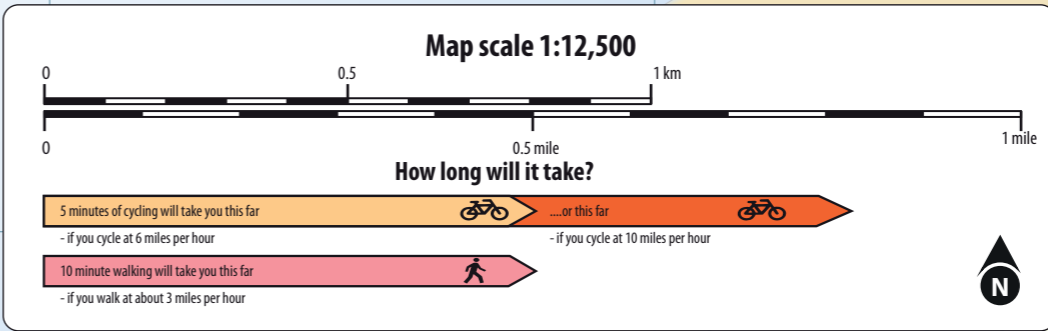 Map scale 1:12,500
0 0.5 1 km
0 0.5 mile 1 mile
How long will it take?
5 minutes of cycling will take you this far
....or this far
- if you cycle at 6 miles per hour
- if you cycle at 10 miles per hour
10 minute walking will take you this far
- if you walk at about 3 miles per hour
N